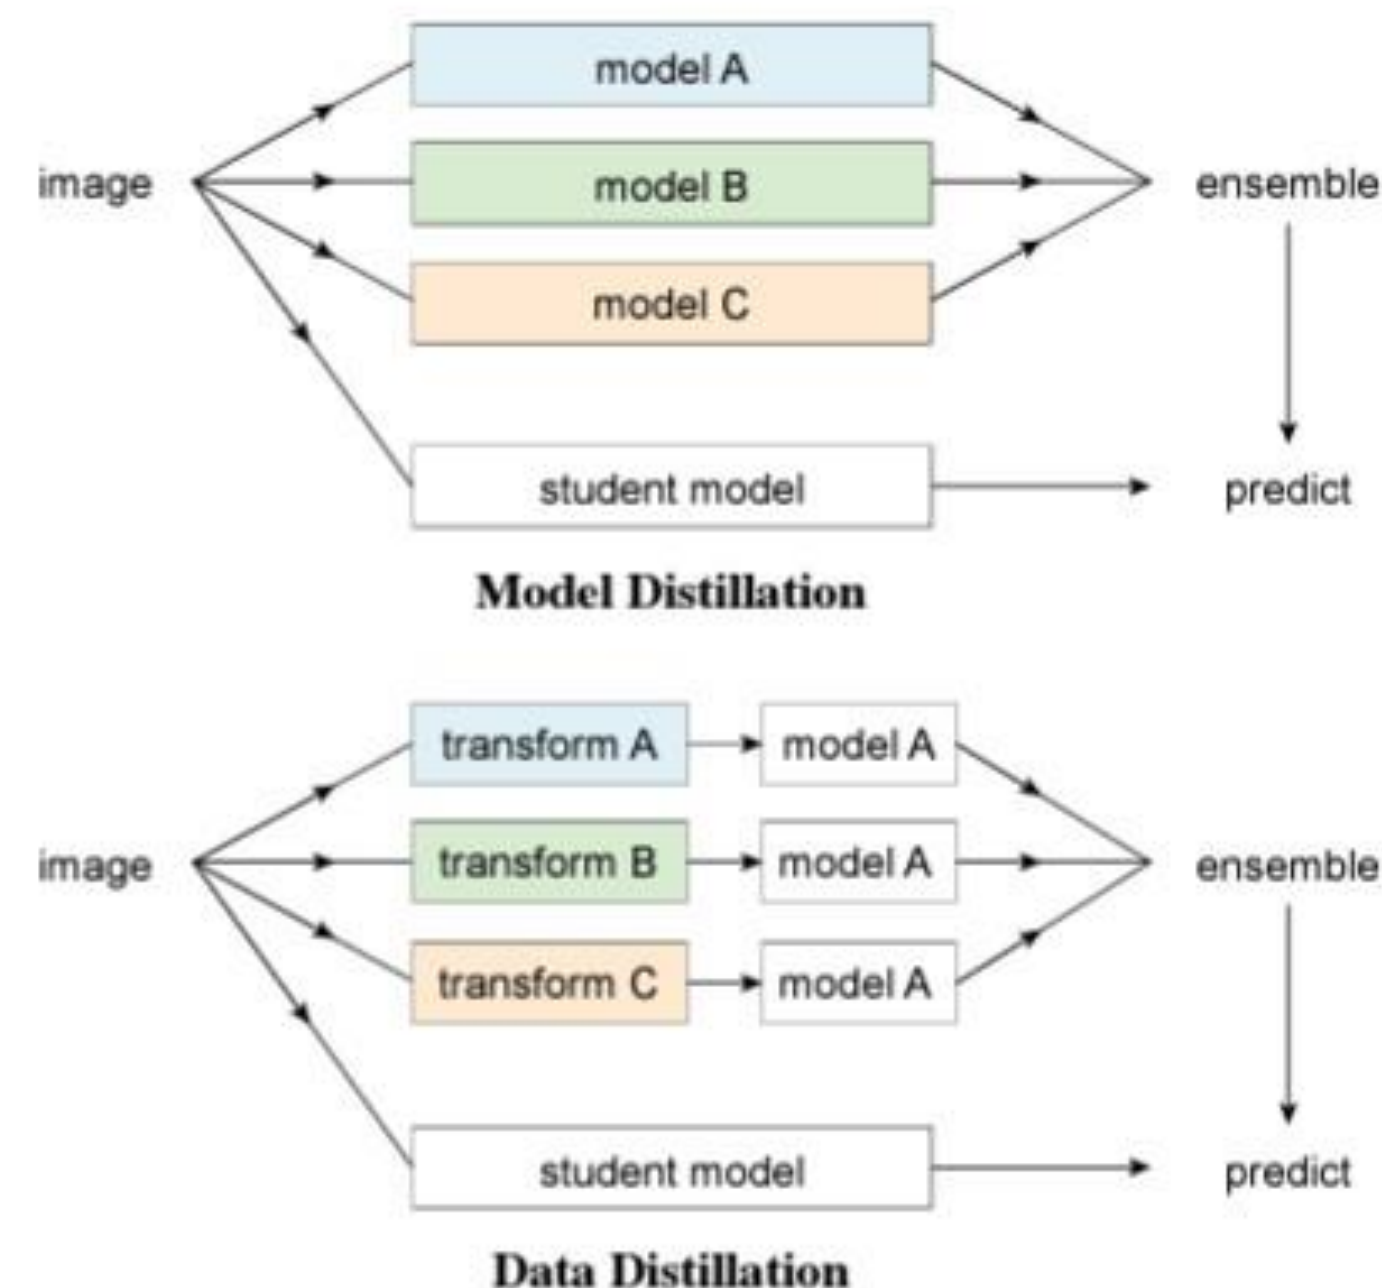 model A
image
model B
ensemble
model C
student model
predict
Model Distillation
transform A
model A
image
transform B
model A
ensemble
transform C
model A
student model
predict
Data Distillation